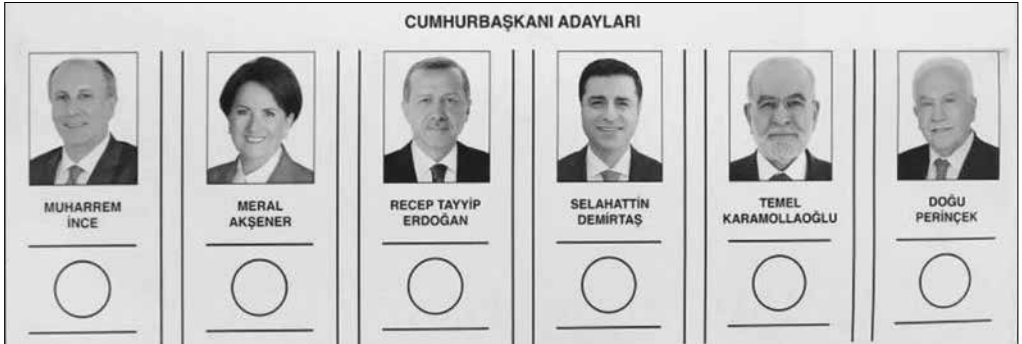 CUMHURBAŞKANI ADAYLARI
MUHARREM
İNCE
MERAL
AKŞENER
RECEP TAYYİP
ERDOĞAN
SELAHATTİN
DEMİRTAŞ
TEMEL
KARAMOLLAOĞLU
DOĞU
PERİNÇEK